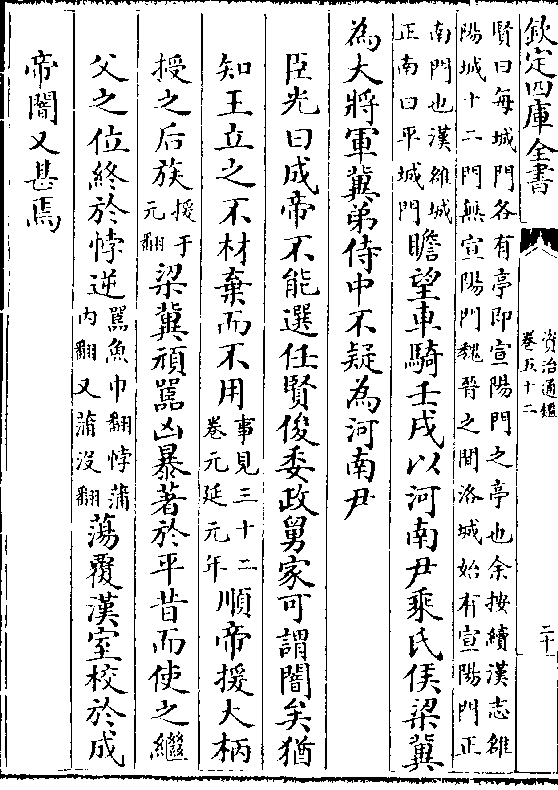 欽定四庫全書
資治通鑑
卷五十二
二十
賢曰每城門各有亭即宣陽門之亭也余按續漢志雒
陽城十二門無宣陽門魏晉之間洛城始有宣陽門正
南門也漢雒城
正南曰平城門
瞻望車騎壬戌以河南尹乘氏侯梁冀
為大將軍冀弟侍中不疑為河南尹
臣光曰成帝不能選任賢俊委政舅家可謂闇矣猶
知王立之不材棄而不用
事見三十二
卷元延元年
順帝援大柄
授之后族
援于
元翻
梁冀頑嚚凶暴著於平昔而使之繼
父之位終於悖逆
嚚魚巾翻悖蒲
内翻又蒲沒翻
蕩覆漢室校於成
帝闇又甚焉